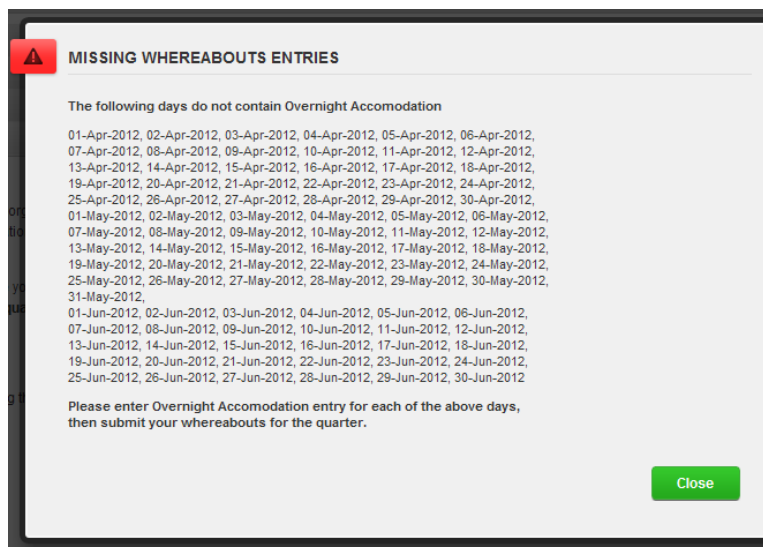 MISSING WHEREABOUTS ENTRIES
The following days do not contain Overnight Accomodation
01-Apr-2012, 02-Apr-2012, 03-Apr-2012, 04-Apr-2012, 05-Apr-2012, 06-Apr-2012,
07-Apr-2012, 08-Apr-2012, 09-Apr-2012, 10-Apr-2012, 11-Apr-2012, 12-Apr-2012,
13-Apr-2012, 14-Apr-2012, 15-Apr-2012, 16-Apr-2012, 17-Apr-2012, 18-Apr-2012,
19-Apr-2012, 20-Apr-2012, 21-Apr-2012, 22-Apr-2012, 23-Apr-2012, 24-Apr-2012,
25-Apr-2012, 26-Apr-2012, 27-Apr-2012, 28-Apr-2012, 29-Apr-2012, 30-Apr-2012,
01-May-2012, 02-May-2012, 03-May-2012, 04-May-2012, 05-May-2012, 06-May-2012,
07-May-2012, 08-May-2012, 09-May-2012, 10-May-2012, 11-May-2012, 12-May-2012,
13-May-2012, 14-May-2012, 15-May-2012, 16-May-2012, 17-May-2012, 18-May-2012,
19-May-2012, 20-May-2012, 21-May-2012, 22-May-2012, 23-May-2012, 24-May-2012,
25-May-2012, 26-May-2012, 27-May-2012, 28-May-2012, 29-May-2012, 30-May-2012,
31-May-2012,
01-Jun-2012, 02-Jun-2012, 03-Jun-2012, 04-Jun-2012, 05-Jun-2012, 06-Jun-2012,
07-Jun-2012, 08-Jun-2012, 09-Jun-2012, 10-Jun-2012, 11-Jun-2012, 12-Jun-2012,
13-Jun-2012, 14-Jun-2012, 15-Jun-2012, 16-Jun-2012, 17-Jun-2012, 18-Jun-2012,
19-Jun-2012, 20-Jun-2012, 21-Jun-2012, 22-Jun-2012, 23-Jun-2012, 24-Jun-2012,
25-Jun-2012, 26-Jun-2012, 27-Jun-2012, 28-Jun-2012, 29-Jun-2012, 30-Jun-2012
Please enter Overnight Accomodation entry for each of the above days,
then submit your whereabouts for the quarter.
Close